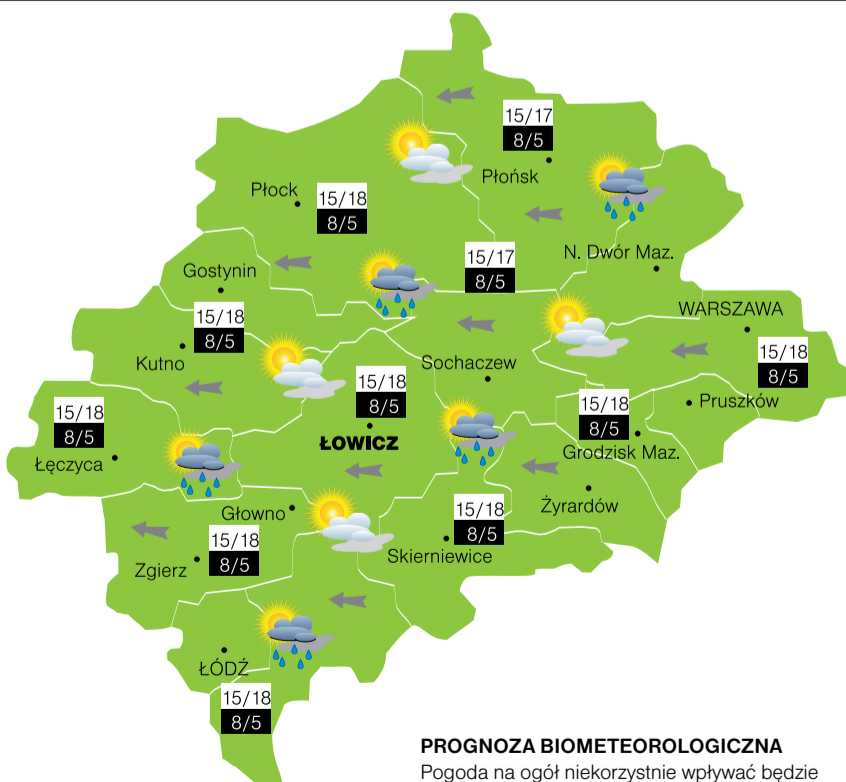 15/17
8/5
Płońsk
Płock
15/18
8/5
N. Dwór Maz.
15/17
8/5
Gostynin
WARSZAWA
15/18
8/5
Kutno
15/18
8/5
Sochaczew
15/18
8/5
ŁOWICZ
Pruszków
15/18
8/5
Grodzisk Maz.
15/18
8/5
Łęczyca
Żyrardów
Głowno
15/18
8/5
Skierniewice
15/18
8/5
Zgierz
ŁÓDŹ
15/18
8/5
PROGNOZA BIOMETEOROLOGICZNA
Pogoda na ogół niekorzystnie wpływać będzie